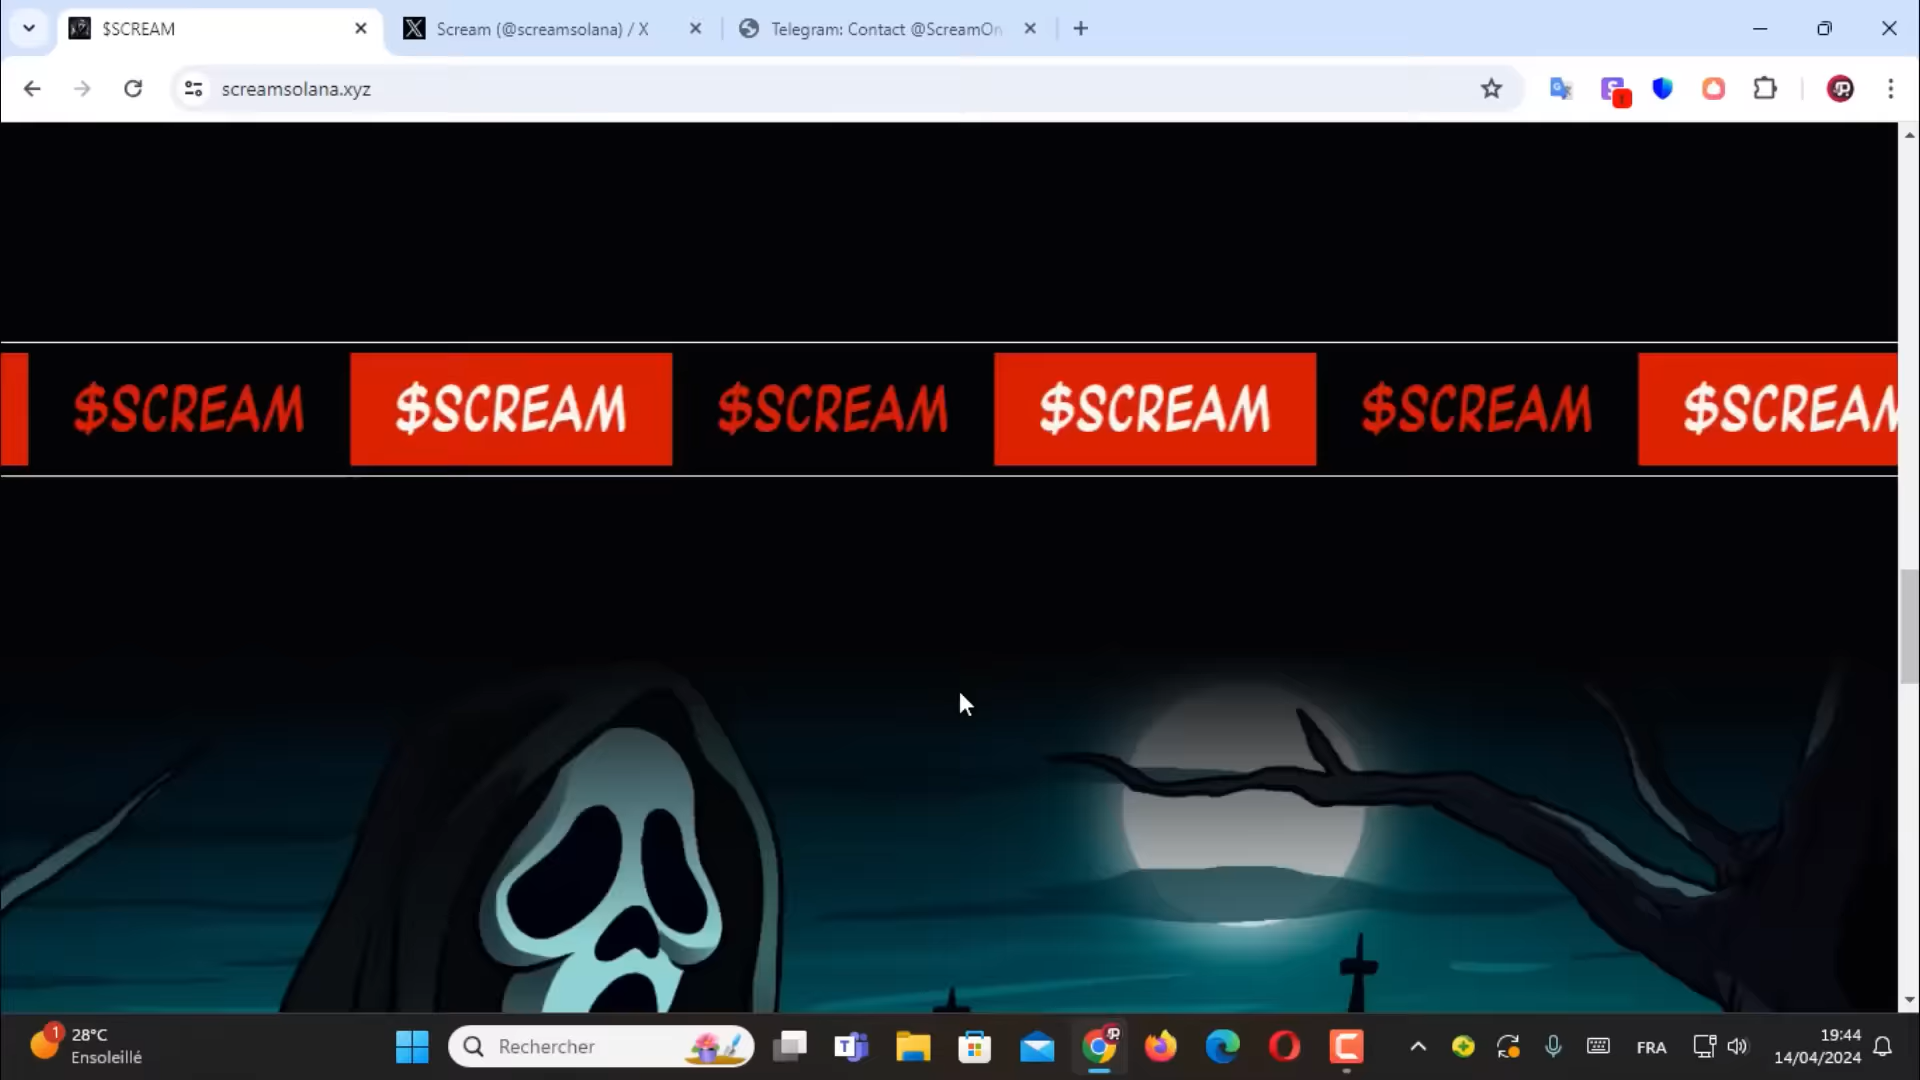 $SCREAM
Scream (@screamsolana) / X
Telegram: Contact @ScreamOn
screamsolana.xyz
$SCREAM $SCREAM $SCREAM $SCREAM $SCREAM $SCREAM
1
28°C
Ensoleillé
Rechercher
FRA
19:44
14/04/2024